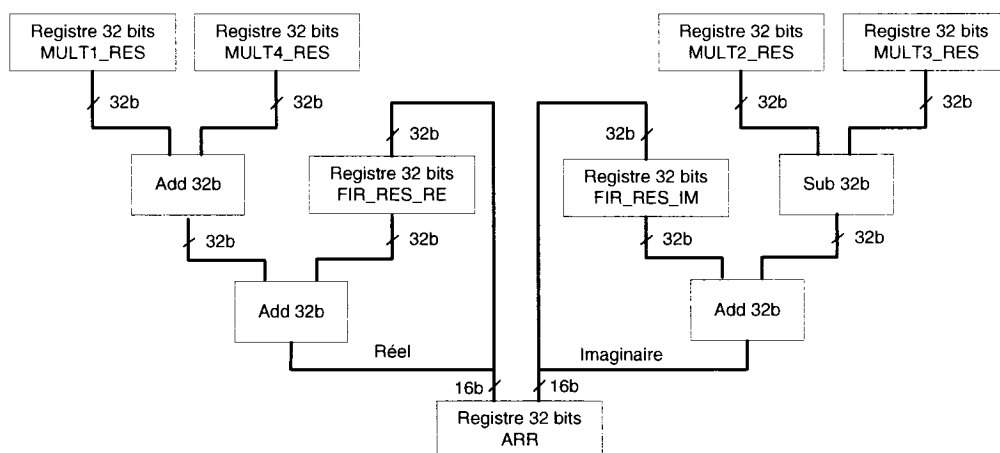 Registre 32 bits
MULT1_RES
Registre 32 bits
MULT4_RES
Registre 32 bits
MULT2_RES
Registre 32 bits
MULT3_RES
32b
32b
32b
32b
32b
32b
Add 32b
Registre 32 bits
FIR_RES_RE
Registre 32 bits
FIR_RES_IM
Sub 32b
32b
32b
32b
32b
Add 32b
Add 32b
Réel
Imaginaire
16b
16b
Registre 32 bits
ARR